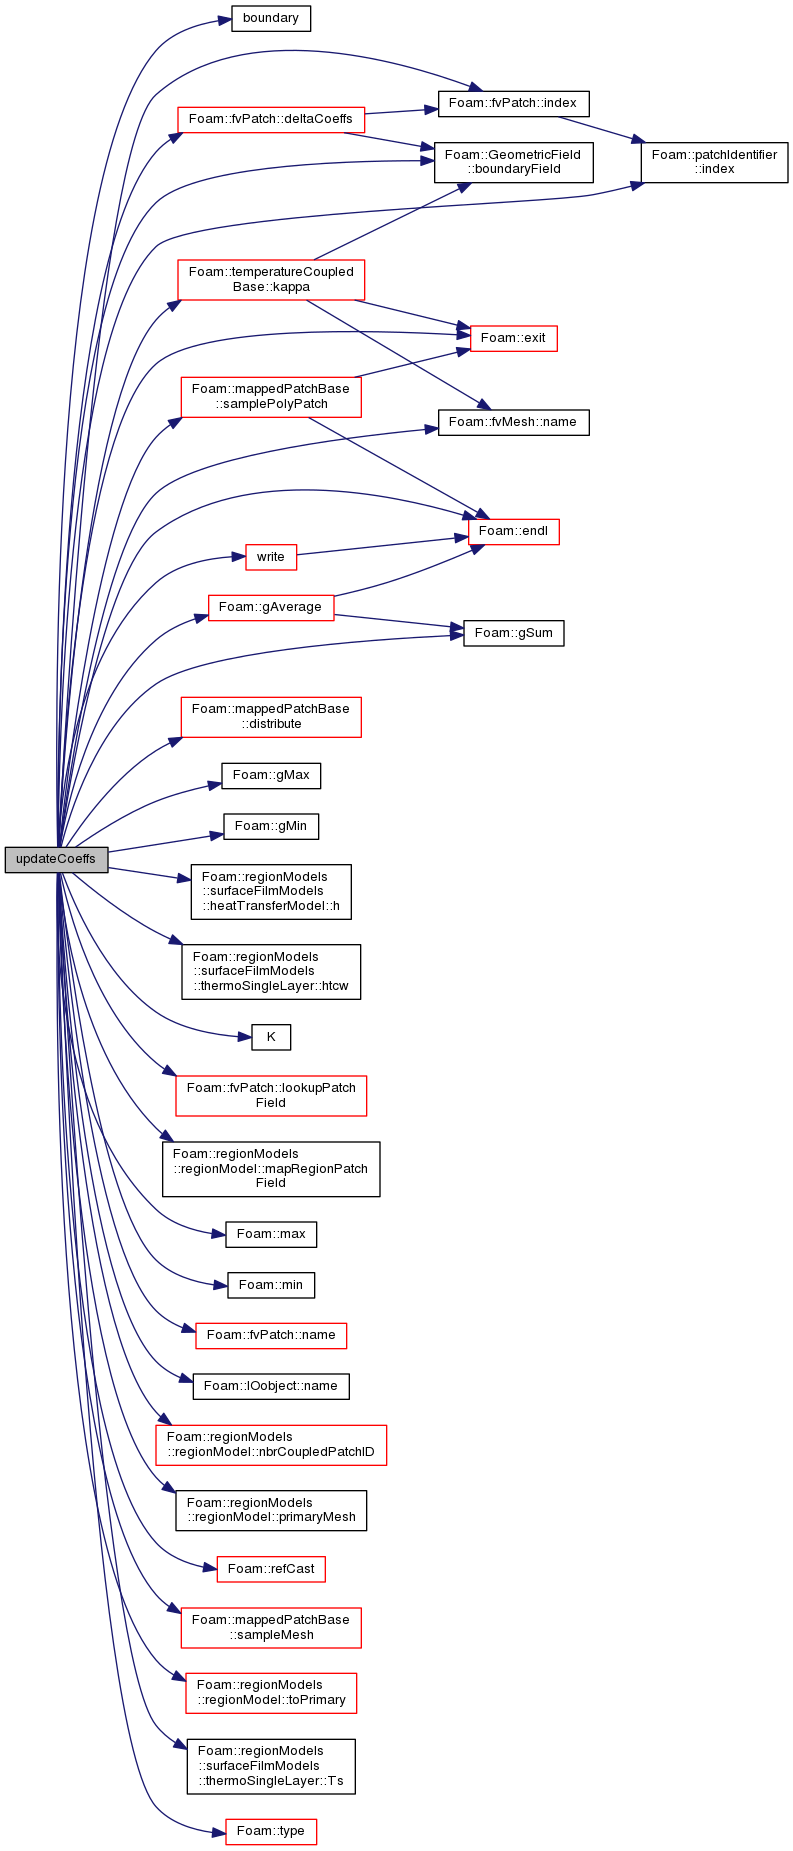 boundary
Foam::fvPatch::index
Foam::fvPatch::deltaCoeffs
Foam::GeometricField
::boundaryField
Foam::patchIdentifier
::index
Foam::temperatureCoupled
Base::kappa
Foam::exit
Foam::mappedPatchBase
::samplePolyPatch
Foam::fvMesh::name
Foam::endl
write
Foam::gAverage
Foam::gSum
Foam::mappedPatchBase
::distribute
Foam::gMax
Foam::gMin
updateCoeffs
Foam::regionModels
::surfaceFilmModels
::heatTransferModel::h
Foam::regionModels
::surfaceFilmModels
::thermoSingleLayer::htcw
K
Foam::fvPatch::lookupPatch
Field
Foam::regionModels
::regionModel::mapRegionPatch
Field
Foam::max
Foam::min
Foam::fvPatch::name
Foam::IOobject::name
Foam::regionModels
::regionModel::nbrCoupledPatchID
Foam::regionModels
::regionModel::primaryMesh
Foam::refCast
Foam::mappedPatchBase
::sampleMesh
Foam::regionModels
::regionModel::toPrimary
Foam::regionModels
::surfaceFilmModels
::thermoSingleLayer::Ts
Foam::type